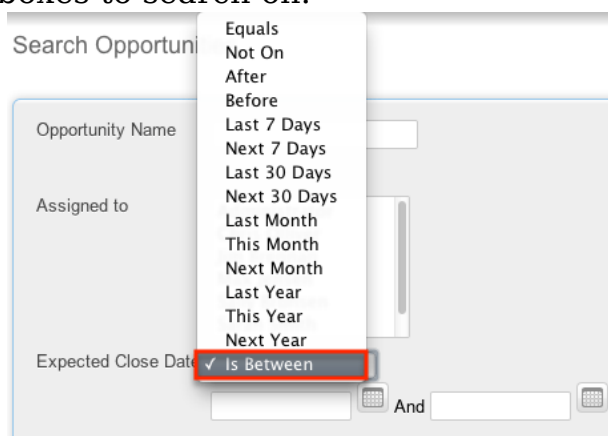 boxes to search on.
Search Opportuni
Equals
Not On
After
Before
Last 7 Days
Next 7 Days
Last 30 Days
Next 30 Days
Last Month
This Month
Next Month
Last Year
This Year
Next Year
✓ Is Between
Opportunity Name
Assigned to
Expected Close Date
And